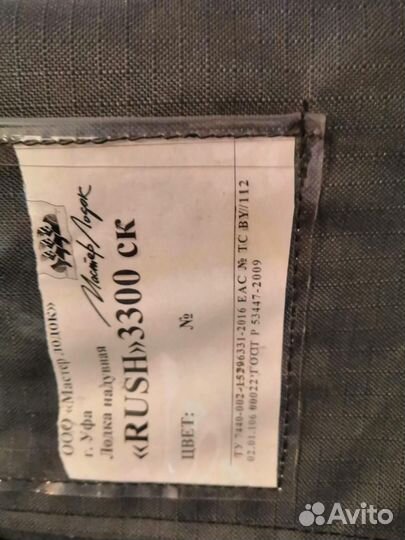 ООО «Мастер лодок»
Мастер Лодок
г. Уфа
Лодка надувная
«RUSH»3300 ск
ЦВЕТ: №
ТУ 7440-002-15296331-2016 ЕАС № ТС BY/112
02.01.106 00022 ГОСТ Р 53447-2009
Avito